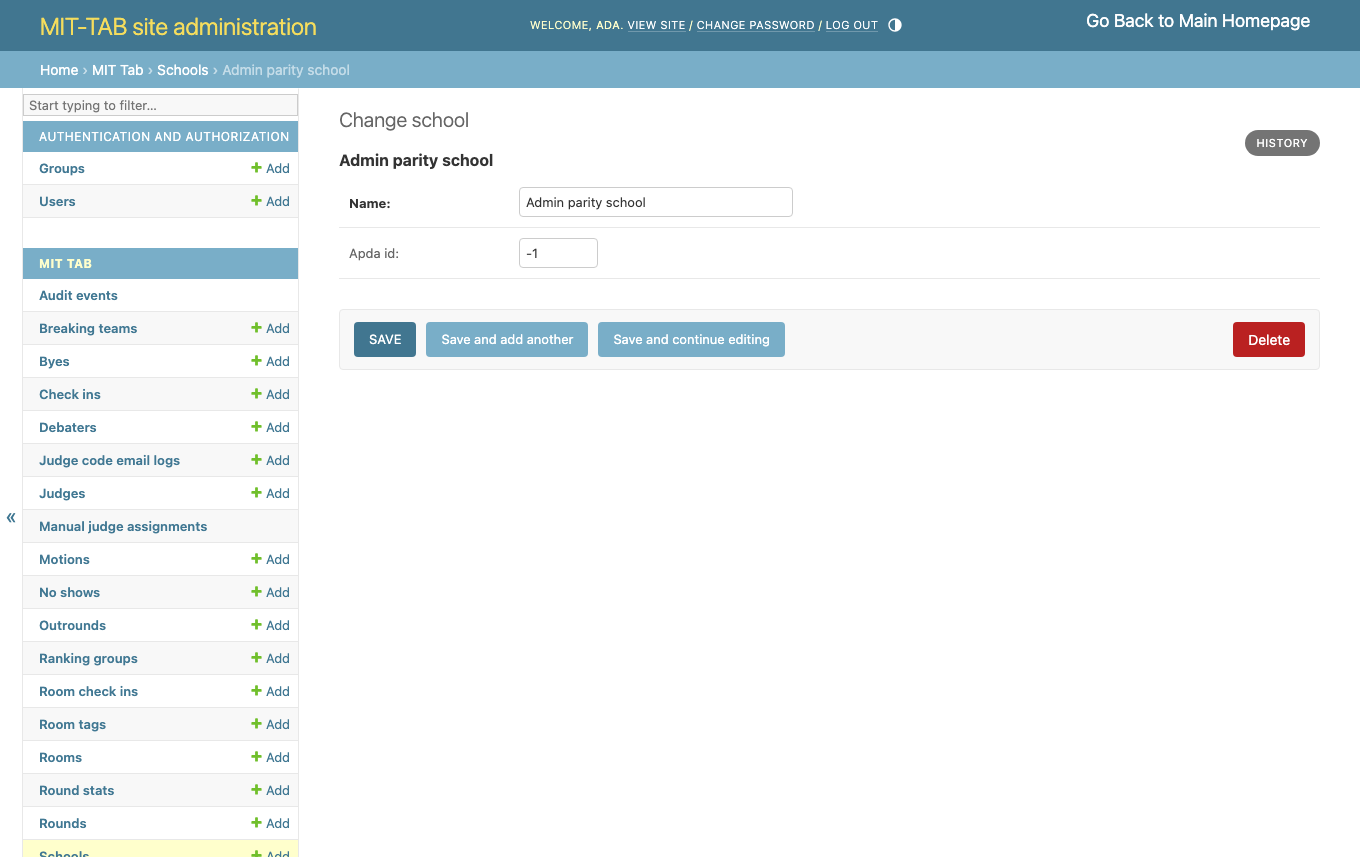 MIT-TAB site administration
WELCOME, ADA. VIEW SITE / CHANGE PASSWORD / LOG OUT
Go Back to Main Homepage
Home › MIT Tab › Schools › Admin parity school
Start typing to filter...
AUTHENTICATION AND AUTHORIZATION
Groups Add
Users Add
MIT TAB
Audit events
Breaking teams Add
Byes Add
Check ins Add
Debaters Add
Judge code email logs Add
Judges Add
Manual judge assignments
Motions Add
No shows Add
Outrounds Add
Ranking groups Add
Room check ins Add
Room tags Add
Rooms Add
Round stats Add
Rounds Add
Schools Add
«
Change school
HISTORY
Admin parity school
Name: Admin parity school
Apda id: -1
SAVE Save and add another Save and continue editing Delete